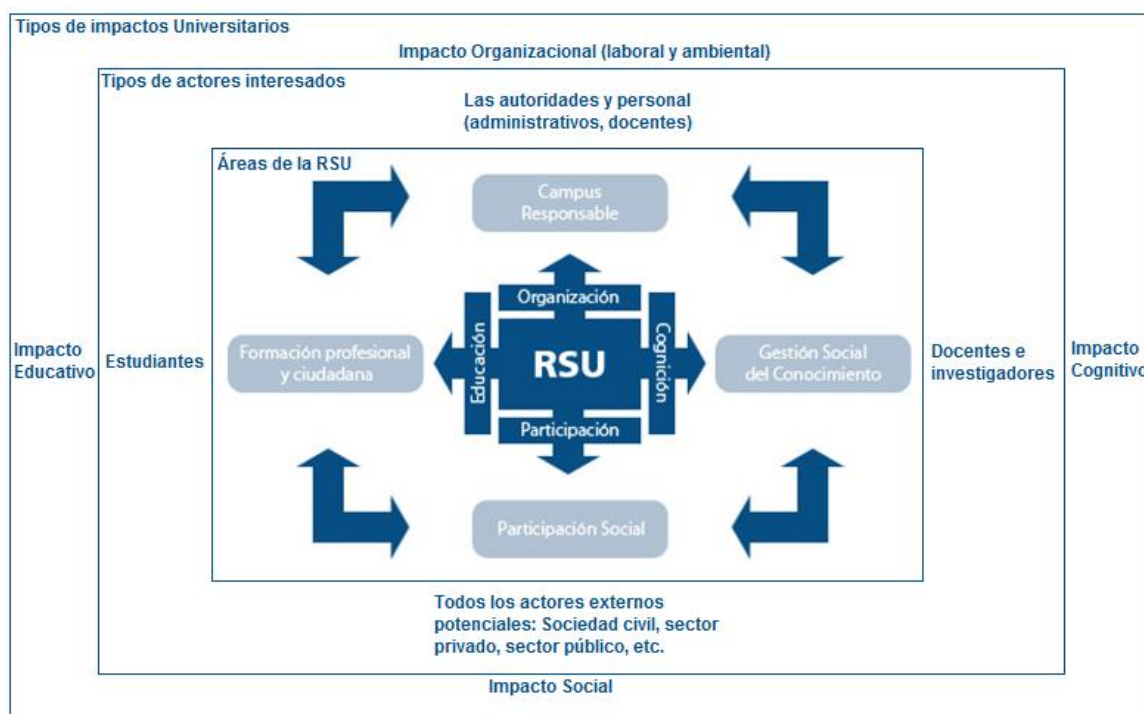 Tipos de impactos Universitarios
Impacto Organizacional (laboral y ambiental)
Tipos de actores interesados
Las autoridades y personal
(administrativos, docentes)
Áreas de la RSU
Campus
Responsable
Organización
Educación
RSU
Cognición
Participación
Impacto
Educativo
Estudiantes
Formación profesional
y ciudadana
Gestión Social
del Conocimiento
Docentes e
investigadores
Impacto
Cognitivo
Participación Social
Todos los actores externos
potenciales: Sociedad civil, sector
privado, sector público, etc.
Impacto Social